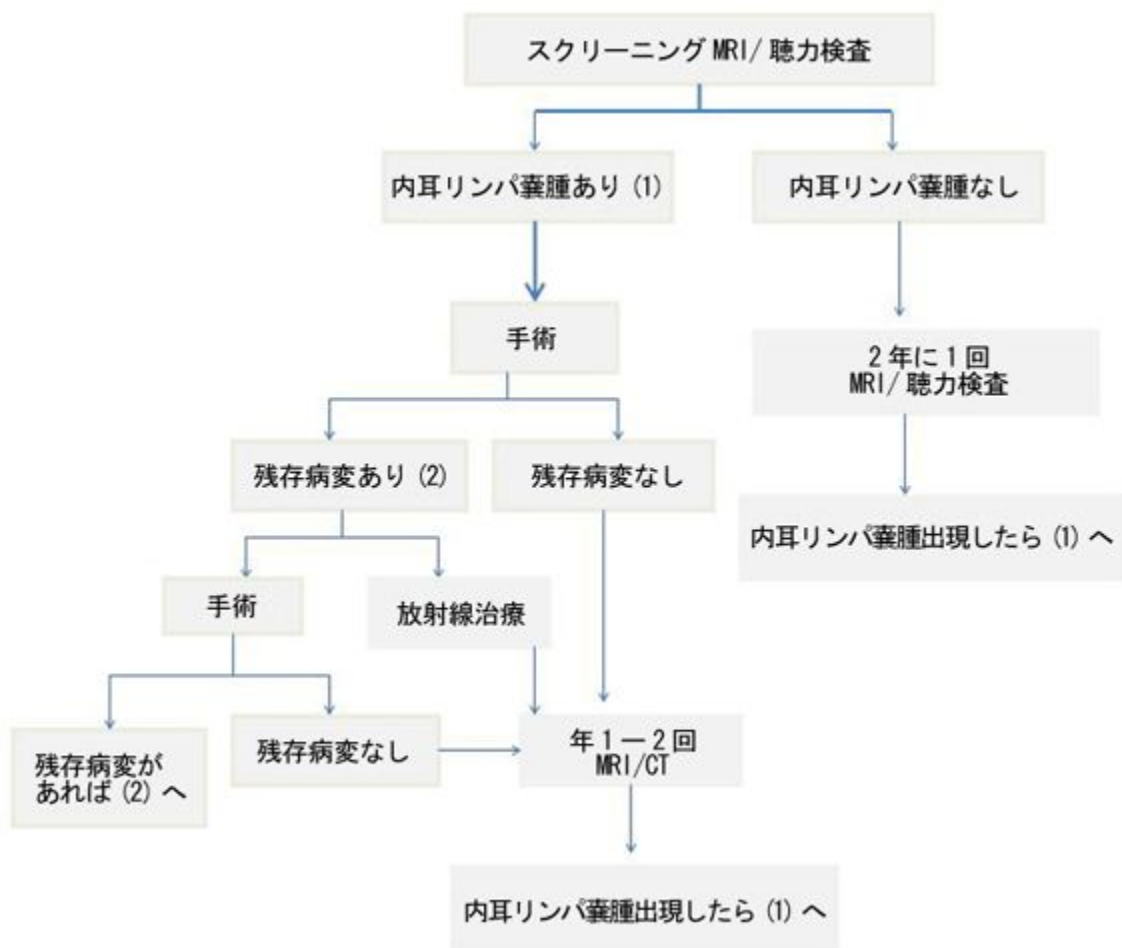 スクリーニング MRI/ 聴力検査
内耳リンパ嚢腫あり (1)
内耳リンパ嚢腫なし
手術
2 年に 1 回
MRI/ 聴力検査
残存病変あり (2)
残存病変なし
内耳リンパ嚢腫出現したら (1) へ
手術
放射線治療
残存病変が
あれば (2) へ
残存病変なし
年 1 ー 2 回
MRI/CT
内耳リンパ嚢腫出現したら (1) へ